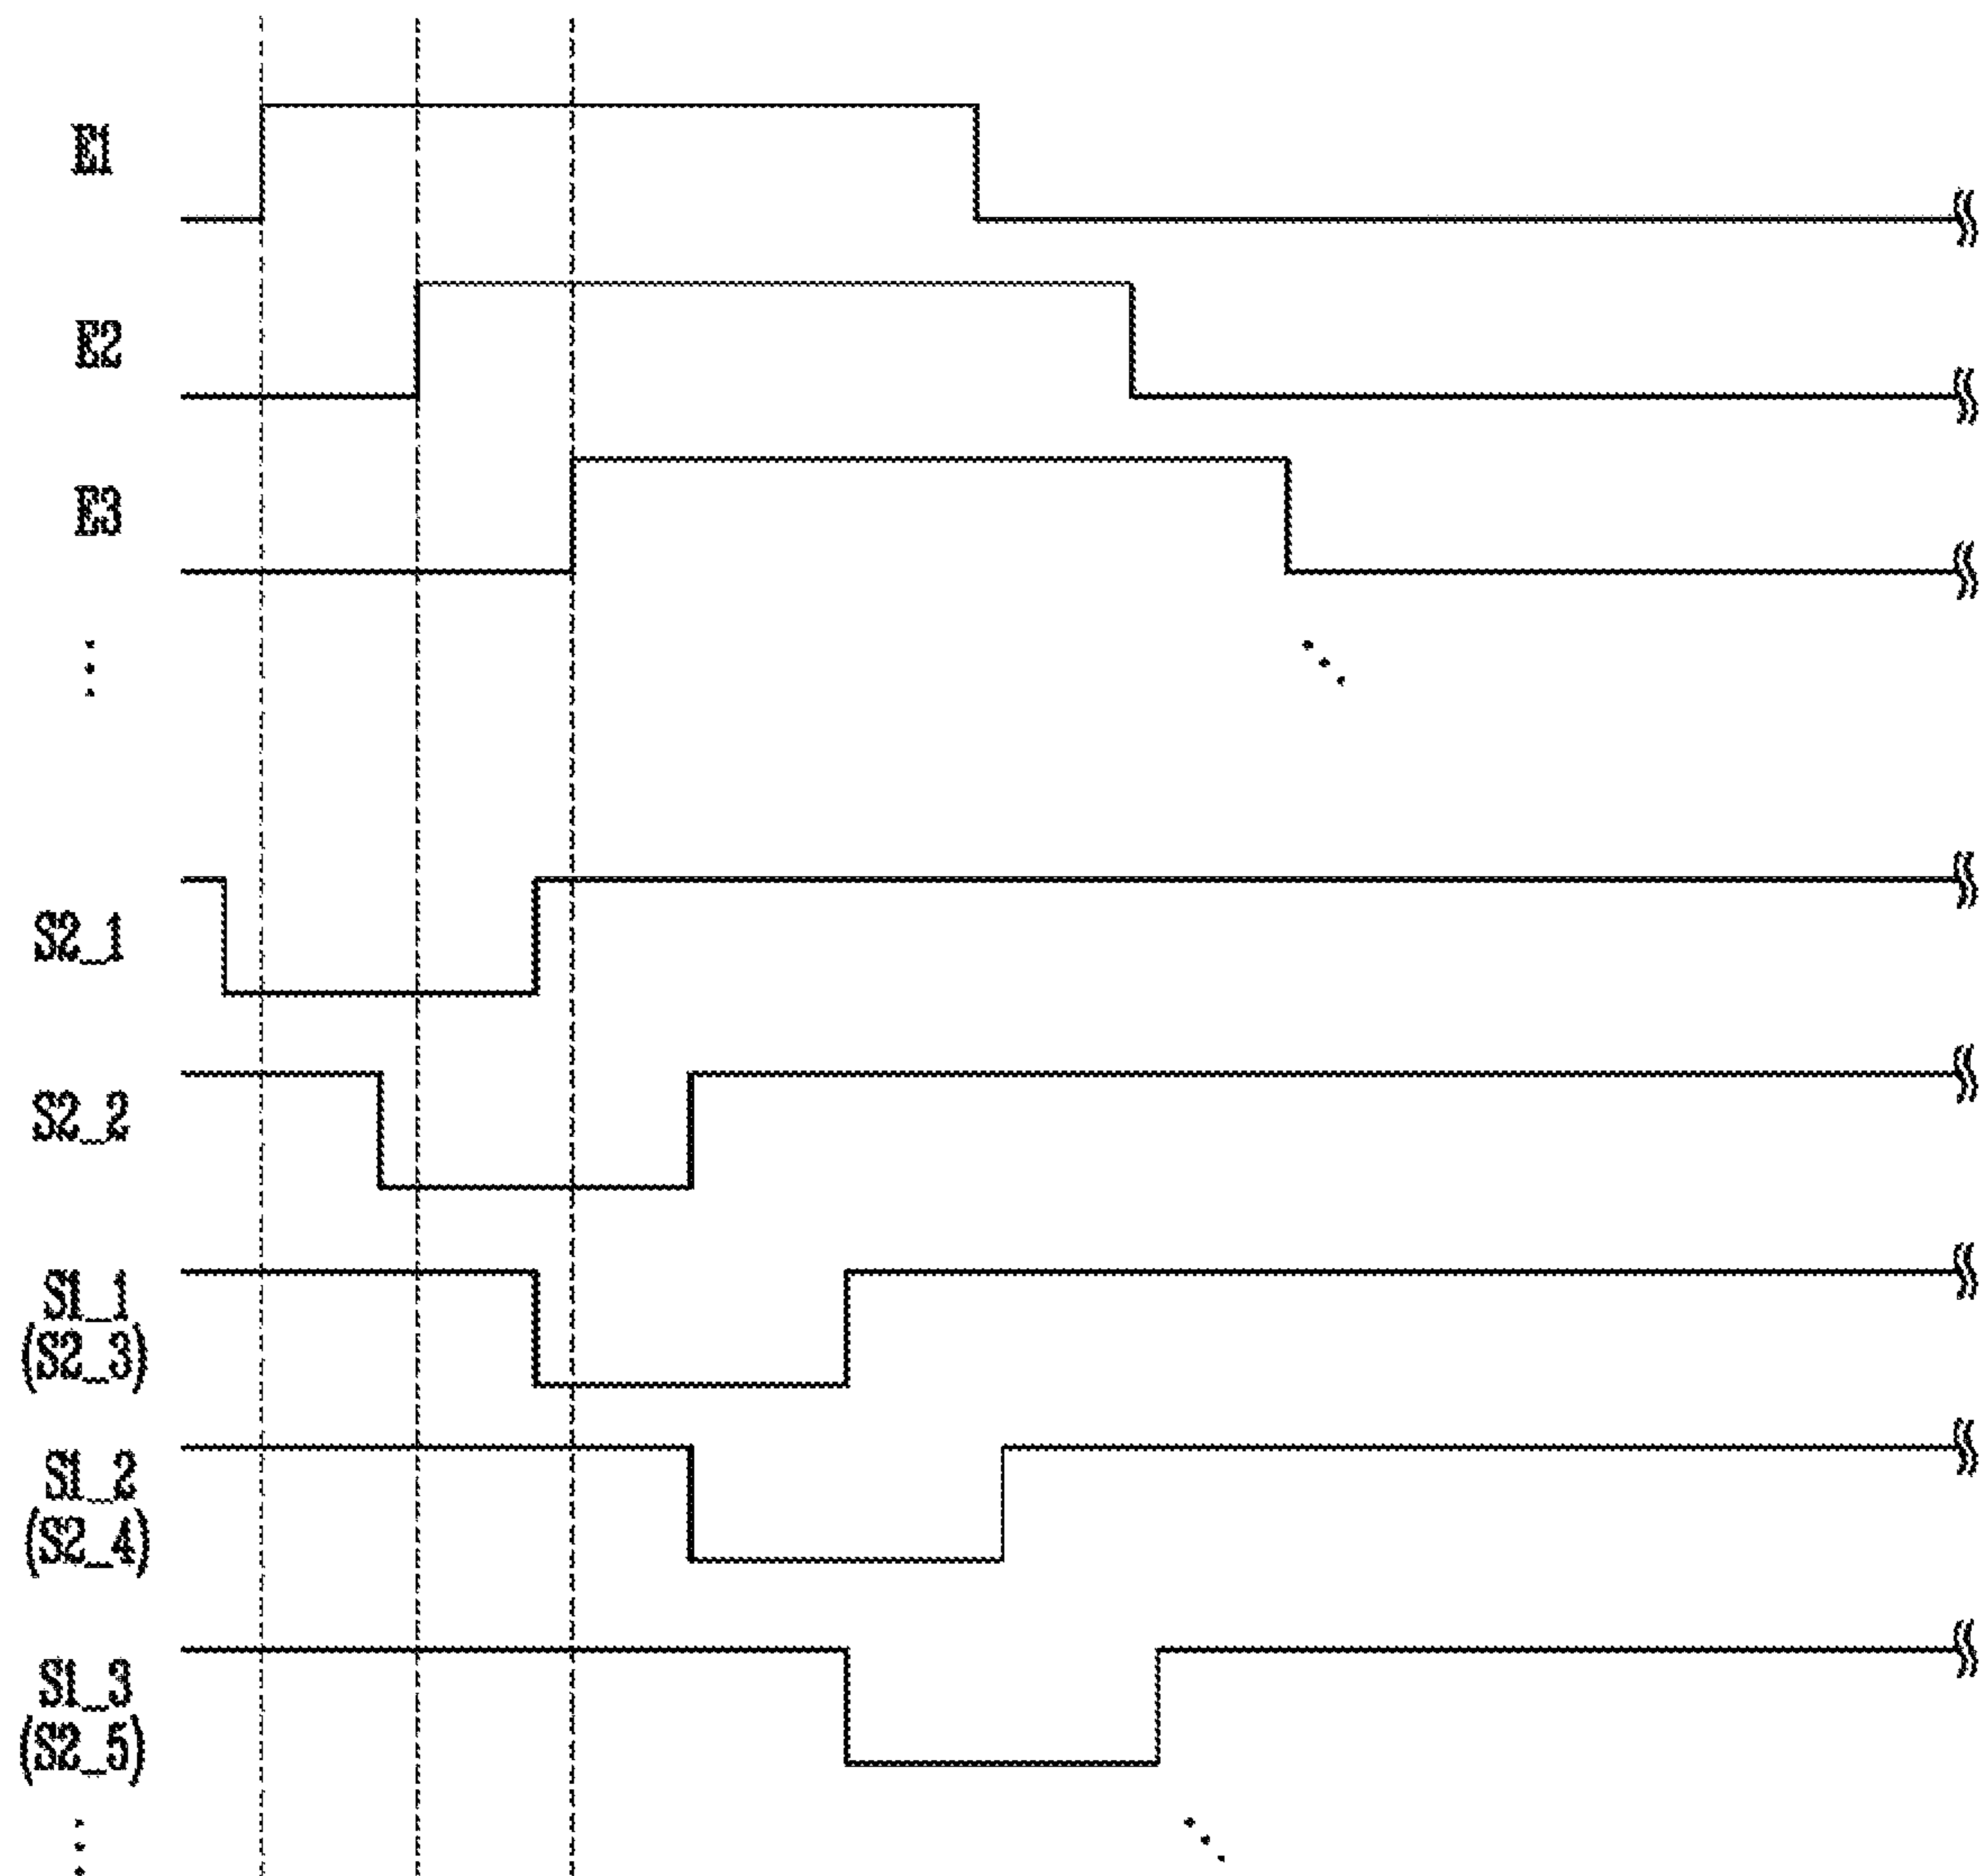 E1
E2
E3
S2_1
S2_2
S1_1
(S2_3)
S1_2
(S2_4)
S1_3
(S2_5)